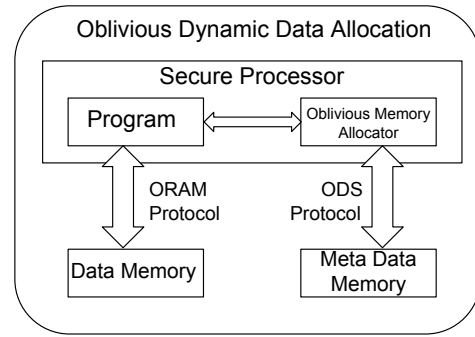 Oblivious Dynamic Data Allocation
Secure Processor
Program
Oblivious Memory
Allocator
ORAM
Protocol
ODS
Protocol
Data Memory
Meta Data
Memory